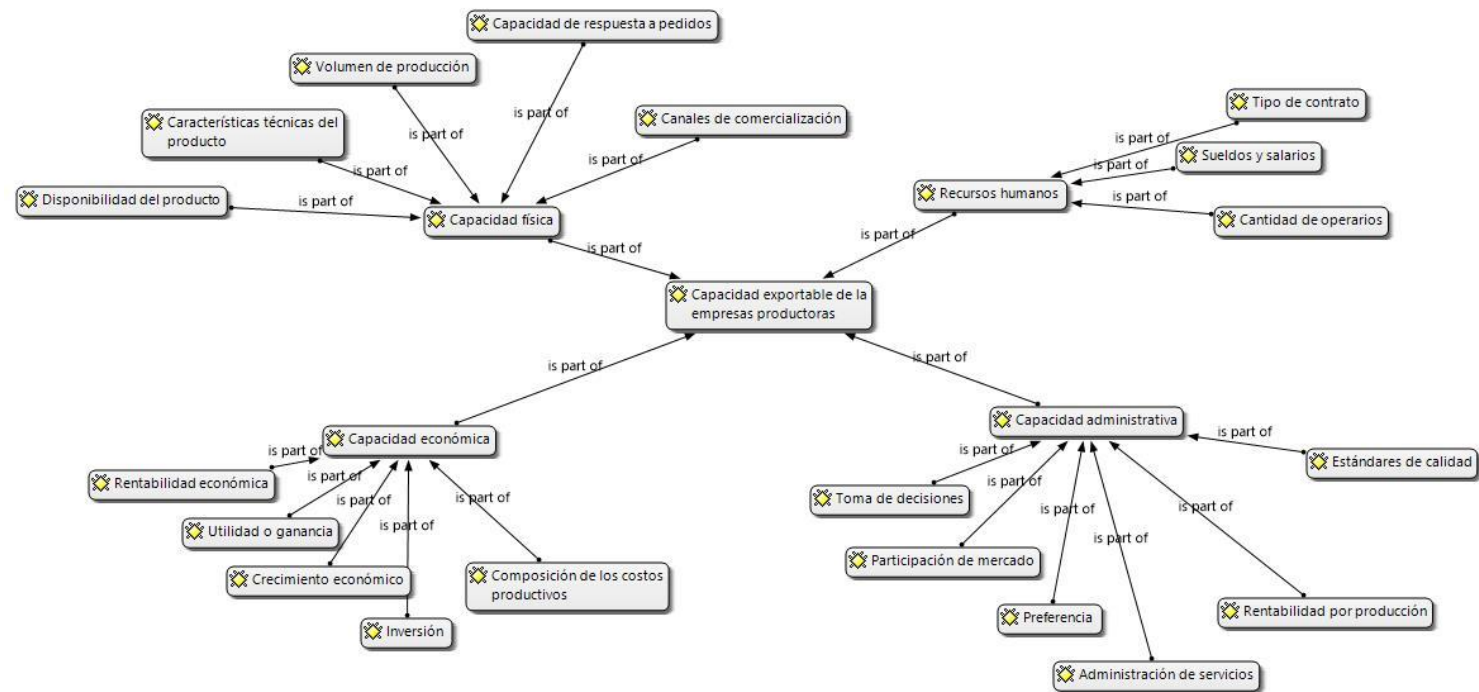 Capacidad de respuesta a pedidos
Volumen de producción
is part of
Características técnicas del
producto
is part of
is part of
Canales de comercialización
is part of
Disponibilidad del producto
is part of
Capacidad física
is part of
Tipo de contrato
is part of
Sueldos y salarios
is part of
Recursos humanos
is part of
Cantidad de operarios
is part of
Capacidad exportable de la
empresas productoras
is part of
is part of
Capacidad económica
is part of
Rentabilidad económica
is part of
Utilidad o ganancia
is part of
Crecimiento económico
is part of
Inversión
is part of
Composición de los costos
productivos
Capacidad administrativa
is part of
Estándares de calidad
is part of
Toma de decisiones
is part of
Participación de mercado
is part of
Preferencia
is part of
Administración de servicios
is part of
Rentabilidad por producción